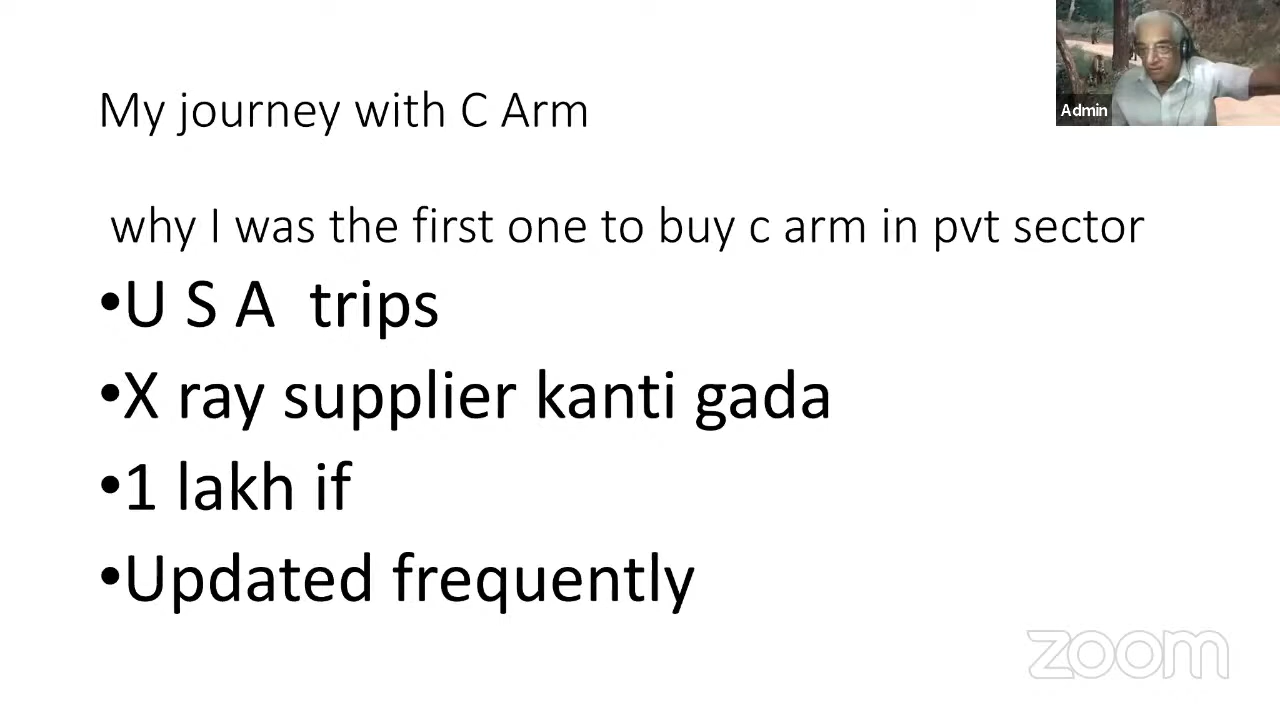 My journey with C Arm
Admin
why I was the first one to buy c arm in pvt sector
•U S A trips
•X ray supplier kanti gada
•1 lakh if
•Updated frequently
zoom